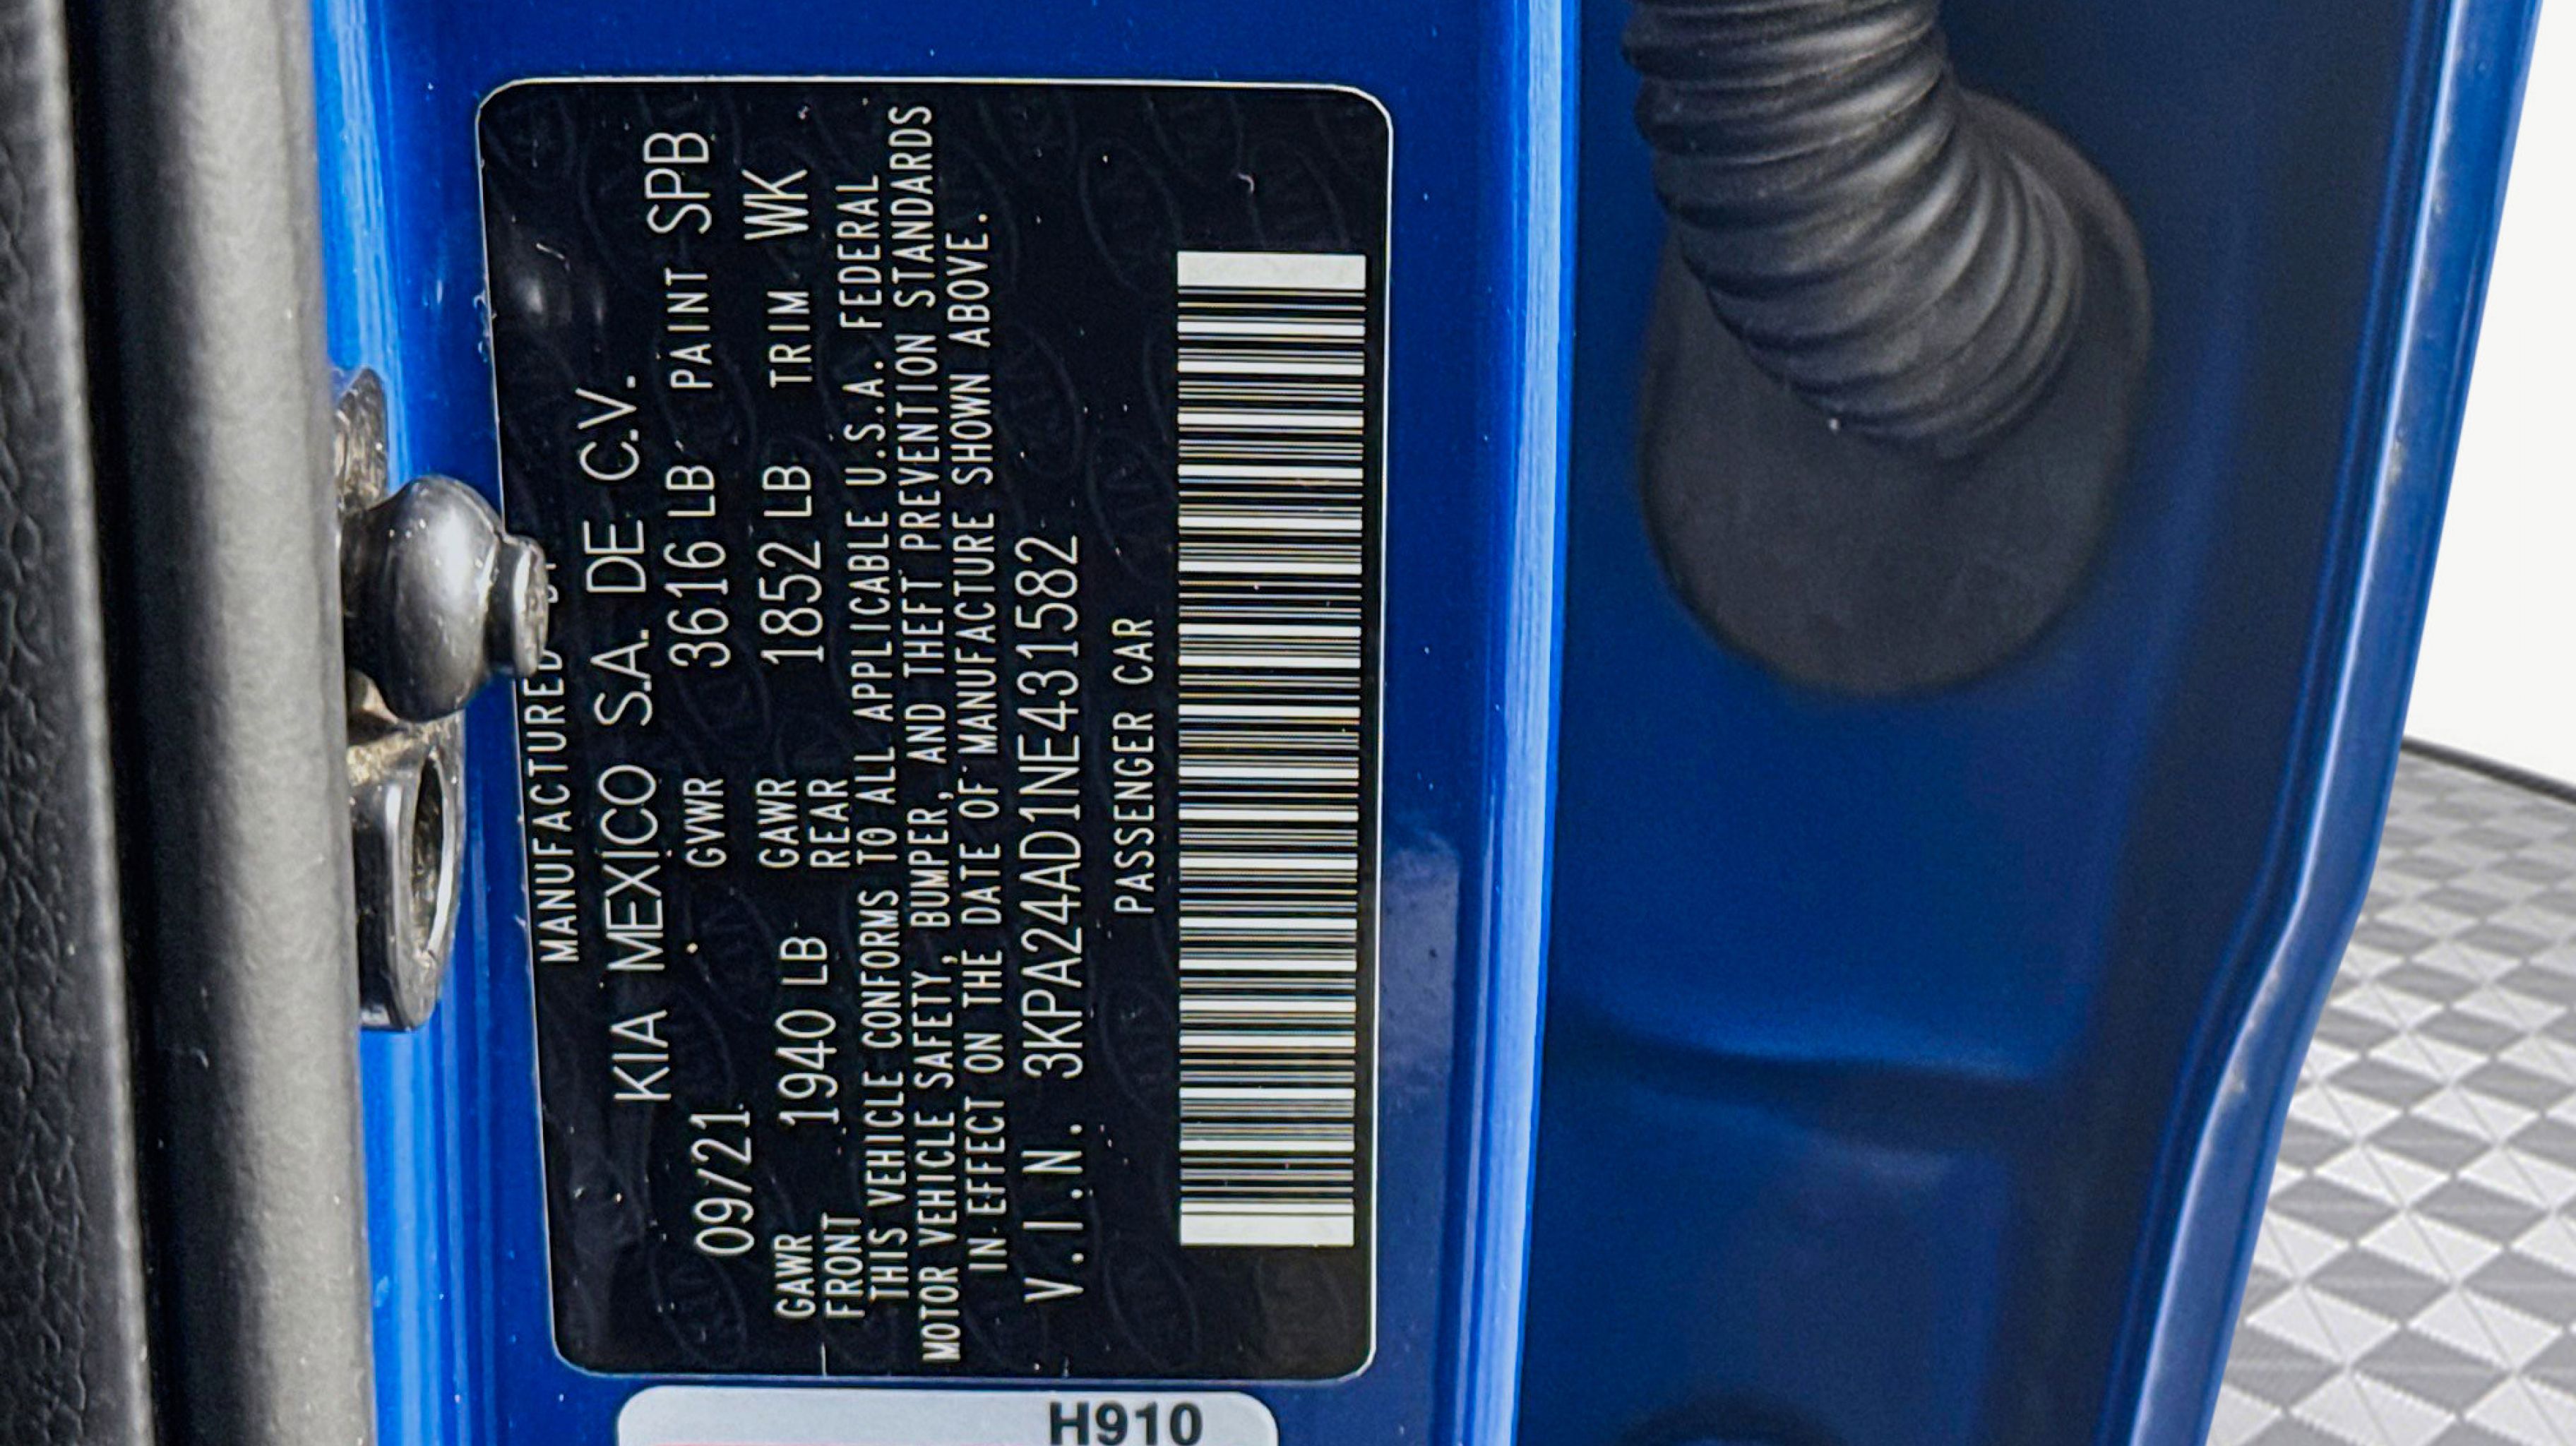 MANUFACTURED
KIA MEXICO S.A. DE C.V.
09/21 GVWR 3616 LB PAINT SPB
GAWR FRONT 1940 LB GAWR REAR 1852 LB TRIM WK
THIS VEHICLE CONFORMS TO ALL APPLICABLE U.S.A. FEDERAL
MOTOR VEHICLE SAFETY, BUMPER, AND THEFT PREVENTION STANDARDS
IN EFFECT ON THE DATE OF MANUFACTURE SHOWN ABOVE.
V.I.N. 3KPA24AD1NE431582
PASSENGER CAR
H910